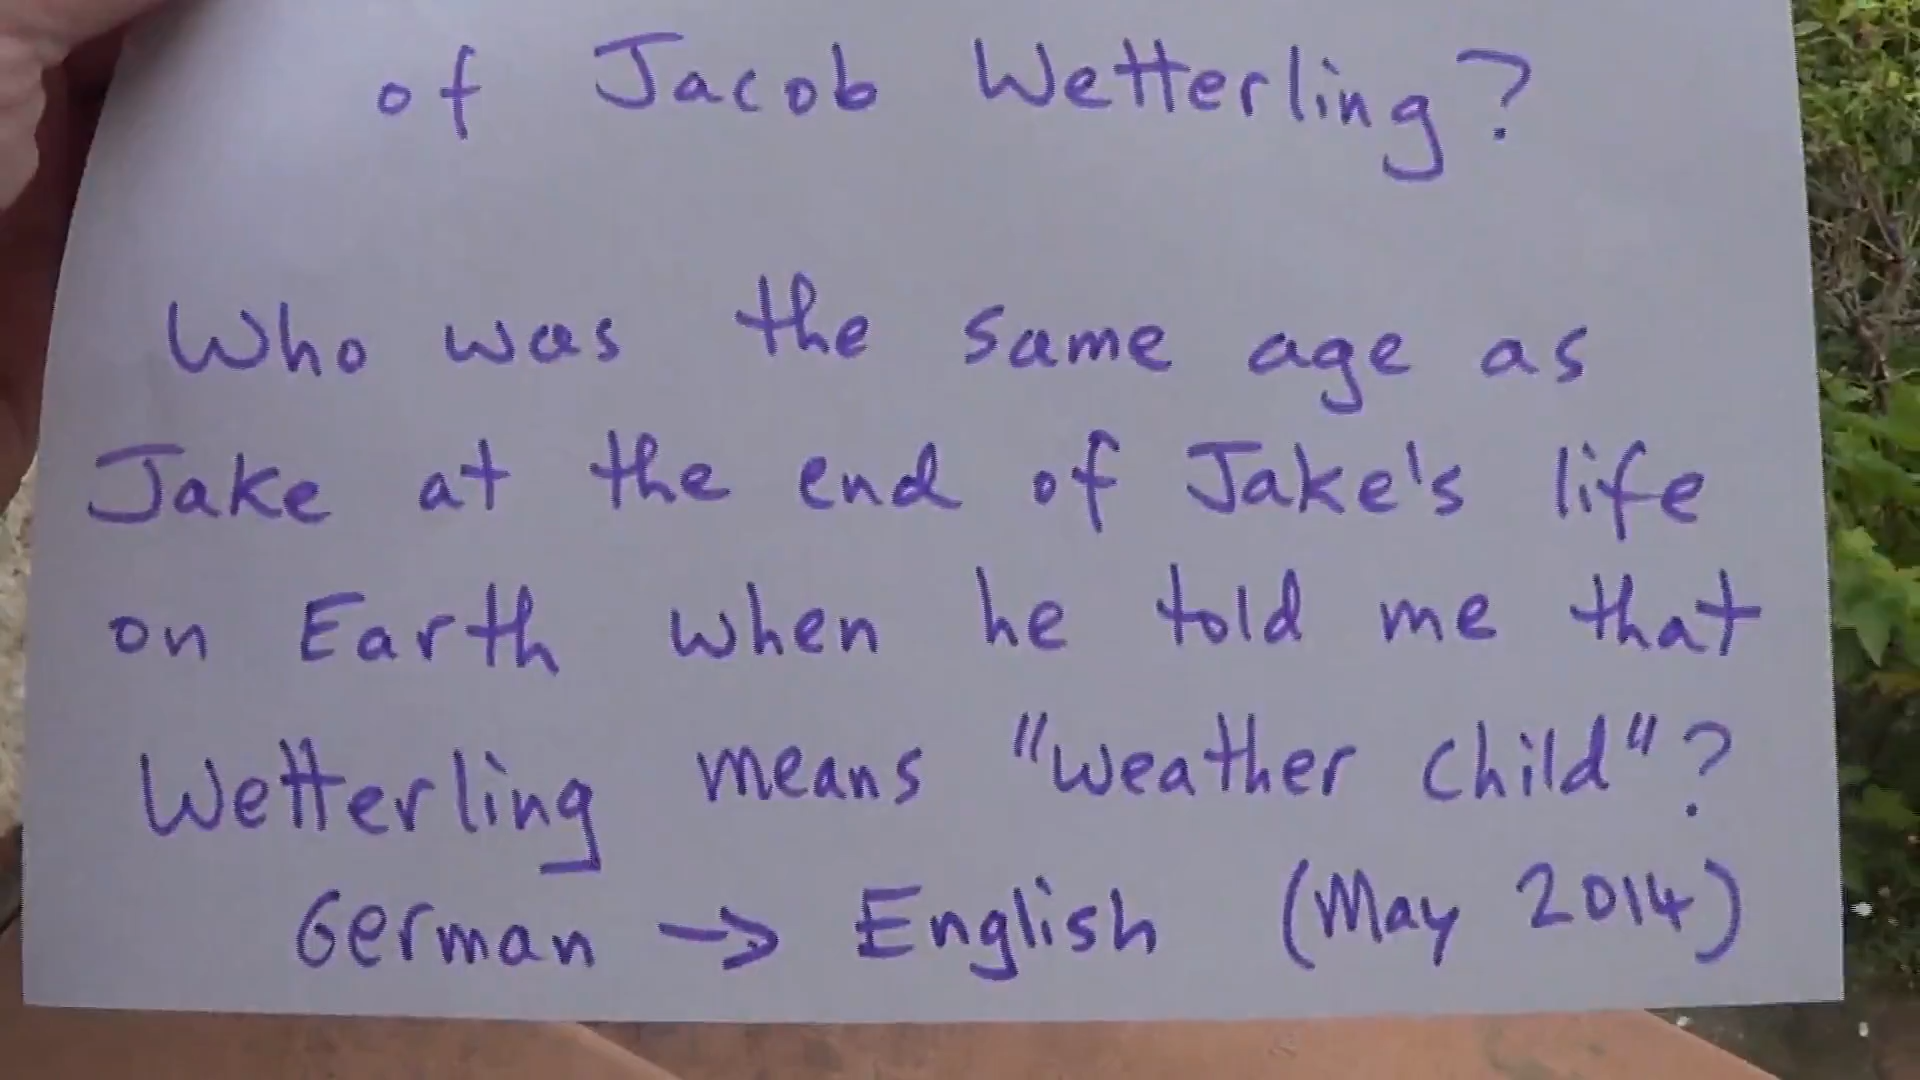 of Jacob Wetterling?
Who was the same age as
Jake at the end of Jake's life
on Earth when he told me that
Wetterling means "weather child"?
German → English (May 2014)